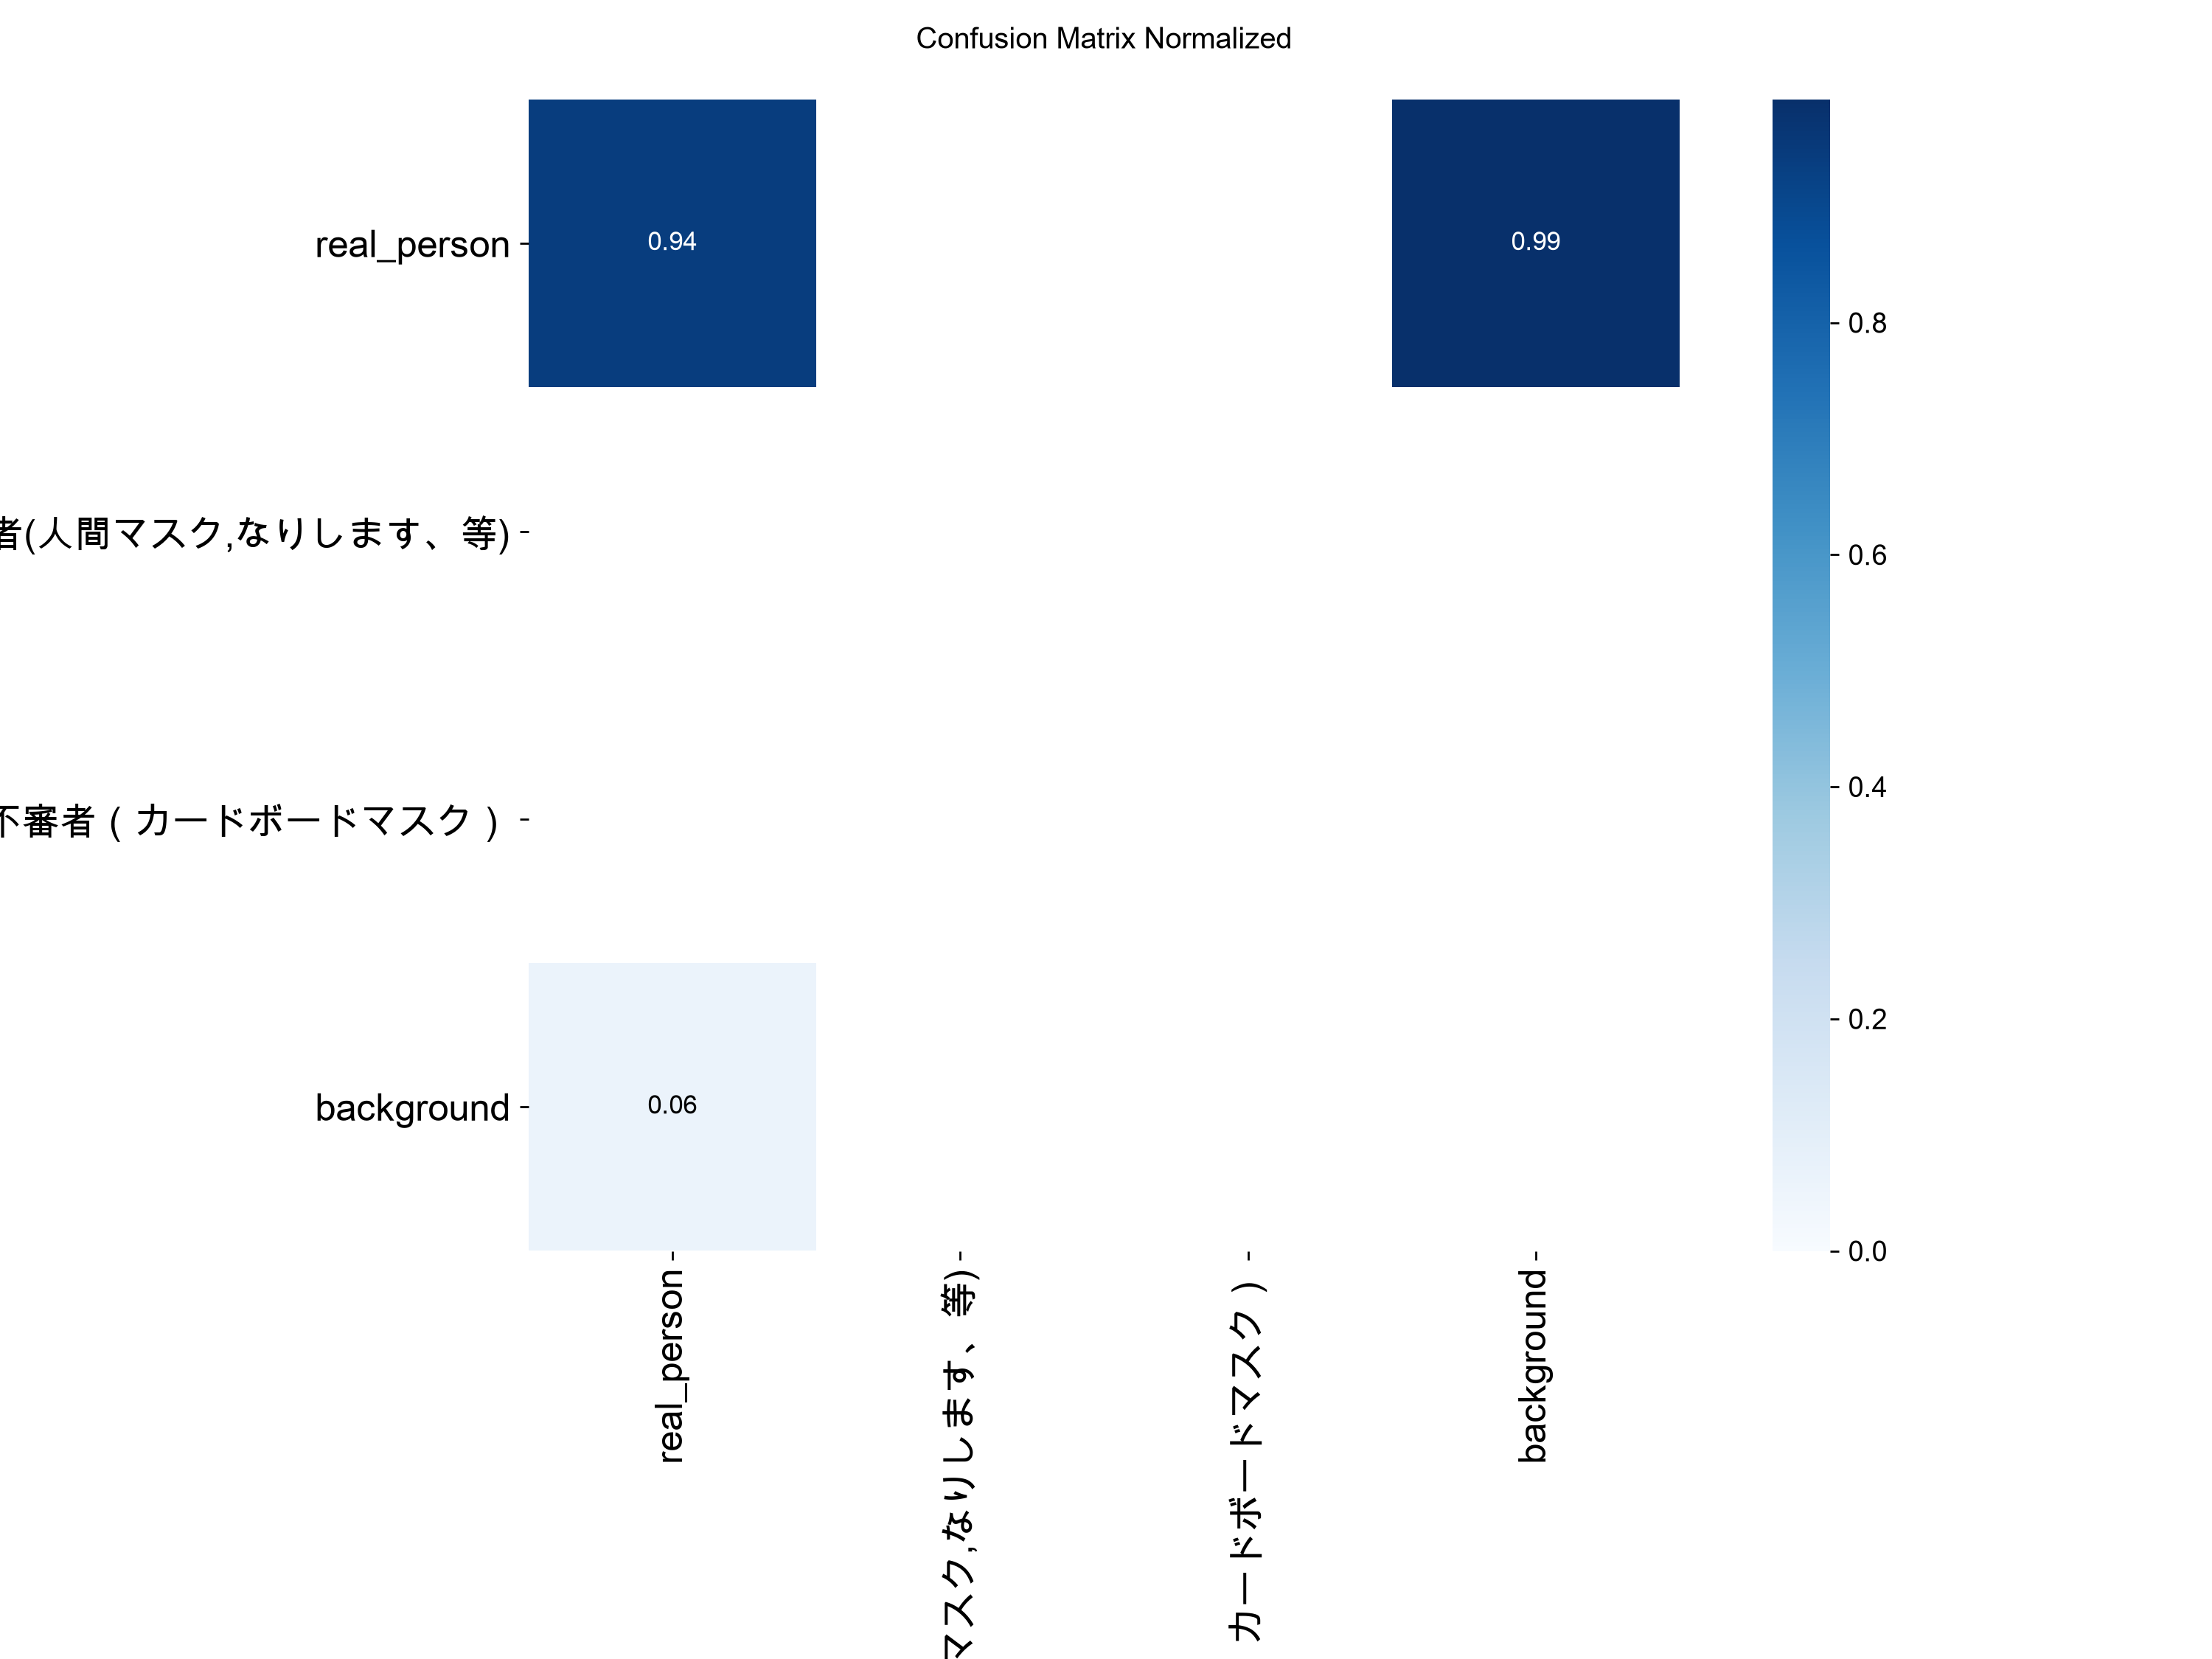 Confusion Matrix Normalized
real_person
0.94
0.99
者(人間マスク,なりします、等)
不審者 ( カードボードマスク )
background
0.06
0.8
0.6
0.4
0.2
0.0
real_person
マスク,なりします、等)
カードボードマスク )
background